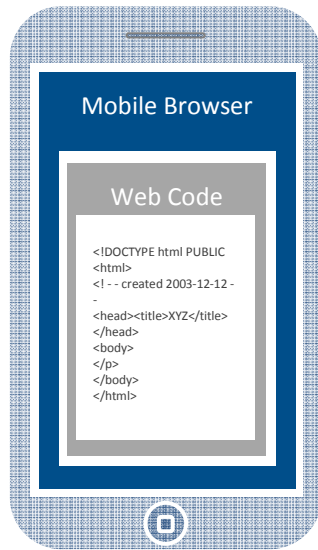 Mobile Browser
Web Code
<!DOCTYPE html PUBLIC
<html>
<! - - created 2003-12-12 -
-
<head><title>XYZ</title>
</head>
<body>
</p>
</body>
</html>